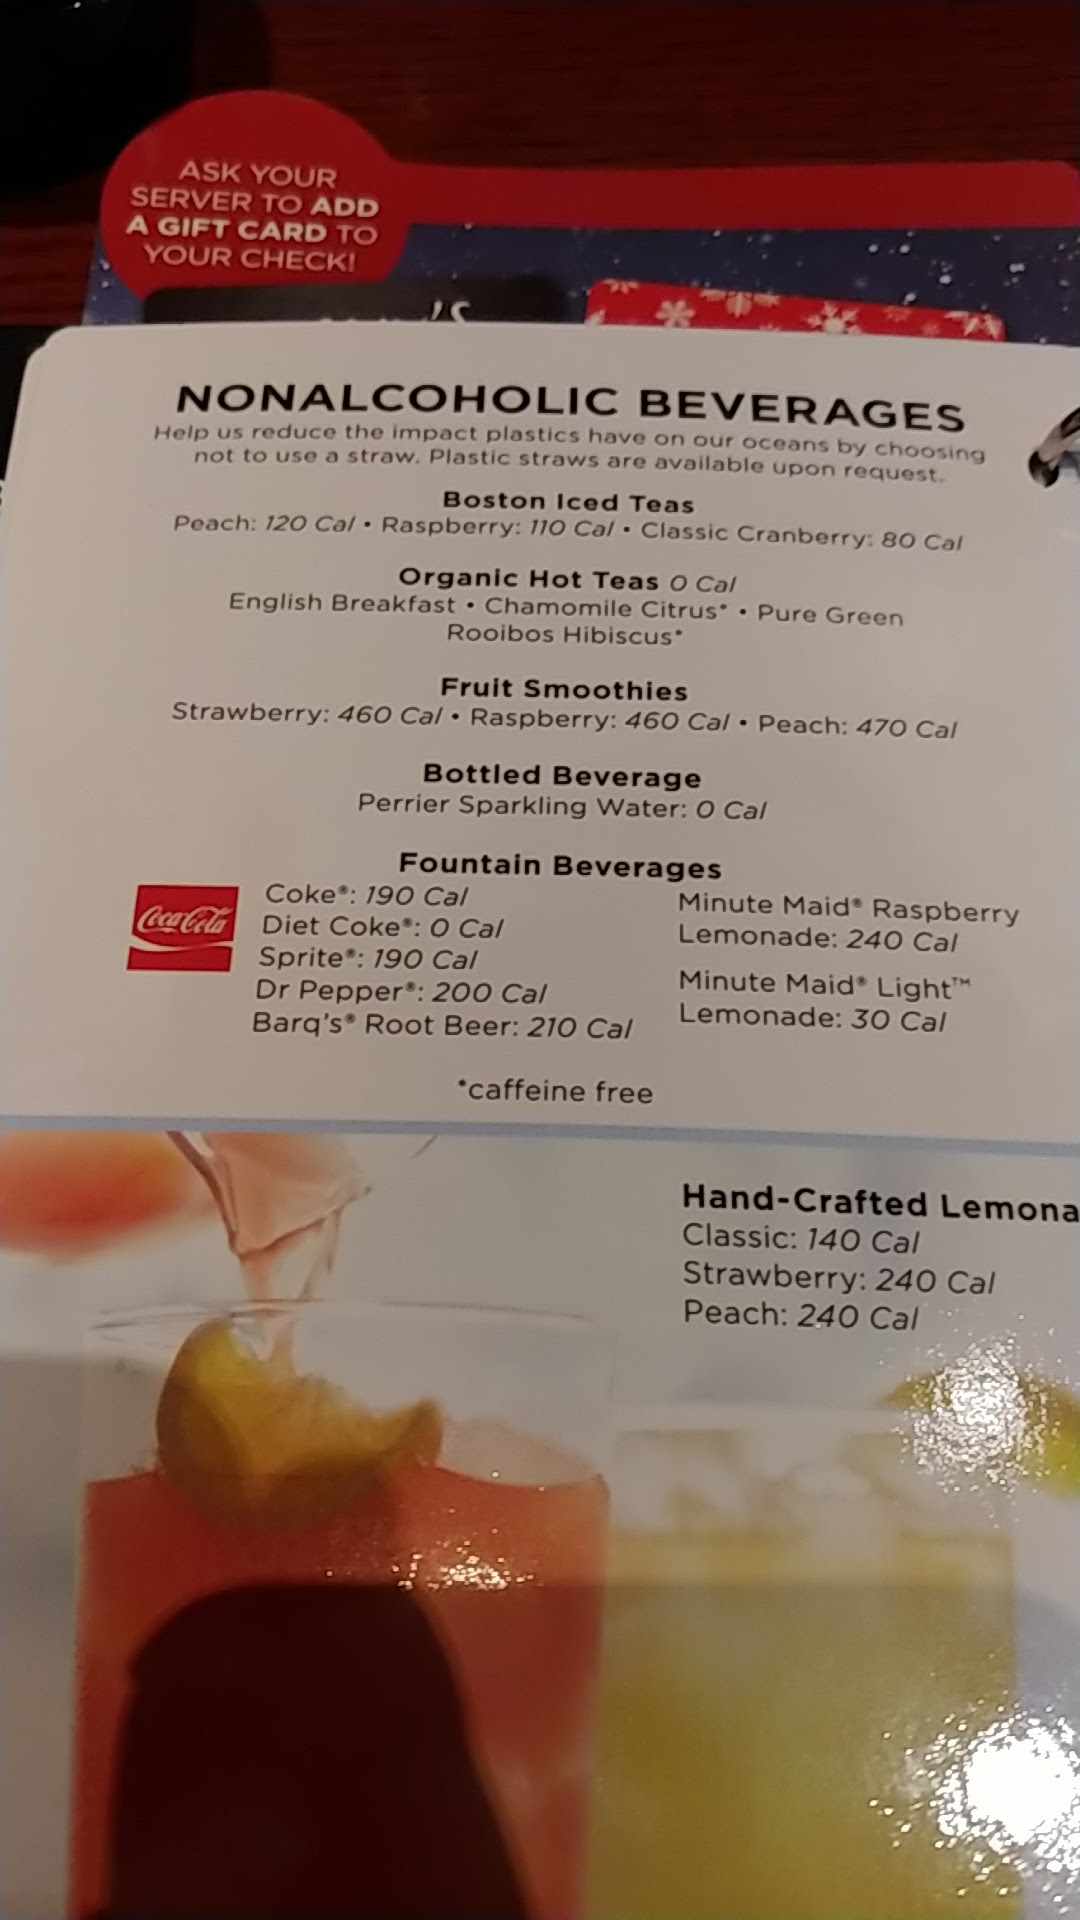 ASK YOUR
SERVER TO ADD
A GIFT CARD TO
YOUR CHECK!
'S
NONALCOHOLIC BEVERAGES
Help us reduce the impact plastics have on our oceans by choosing
not to use a straw. Plastic straws are available upon request.
Boston Iced Teas
Peach: 120 Cal • Raspberry: 110 Cal • Classic Cranberry: 80 Cal
Organic Hot Teas 0 Cal
English Breakfast • Chamomile Citrus* • Pure Green
Rooibos Hibiscus*
Fruit Smoothies
Strawberry: 460 Cal • Raspberry: 460 Cal • Peach: 470 Cal
Bottled Beverage
Perrier Sparkling Water: 0 Cal
Fountain Beverages
Coca-Cola
Coke®: 190 Cal
Diet Coke®: 0 Cal
Sprite®: 190 Cal
Dr Pepper®: 200 Cal
Barq's® Root Beer: 210 Cal
Minute Maid® Raspberry
Lemonade: 240 Cal
Minute Maid® Light™
Lemonade: 30 Cal
*caffeine free
Hand-Crafted Lemona
Classic: 140 Cal
Strawberry: 240 Cal
Peach: 240 Cal